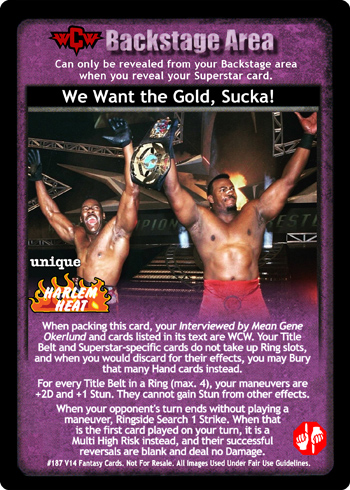 WCW Backstage Area
Can only be revealed from your Backstage area
when you reveal your Superstar card.
We Want the Gold, Sucka!
unique
HARLEM
HEAT
When packing this card, your Interviewed by Mean Gene
Okerlund and cards listed in its text are WCW, Your Title
Belt and Superstar-specific cards do not take up Ring slots,
and when you would discard for their effects, you may Bury
that many Hand cards instead.
For every Title Belt in a Ring (max. 4), your maneuvers are
+2D and +1 Stun. They cannot gain Stun from other effects.
When your opponent's turn ends without playing a
maneuver, Ringside Search 1 Strike. When that
is the first card played on your turn, it is a
Multi High Risk instead, and their successful
reversals are blank and deal no Damage.
#187 V14 Fantasy Cards. Not For Resale. All Images Used Under Fair Use Guidelines.